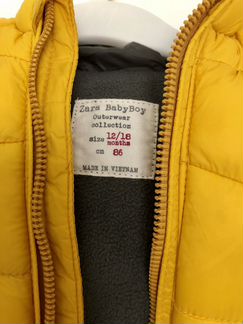 Zara BabyBoy
Outerwear
collection
size 12/18
months
cm 86
MADE IN VIETNAM